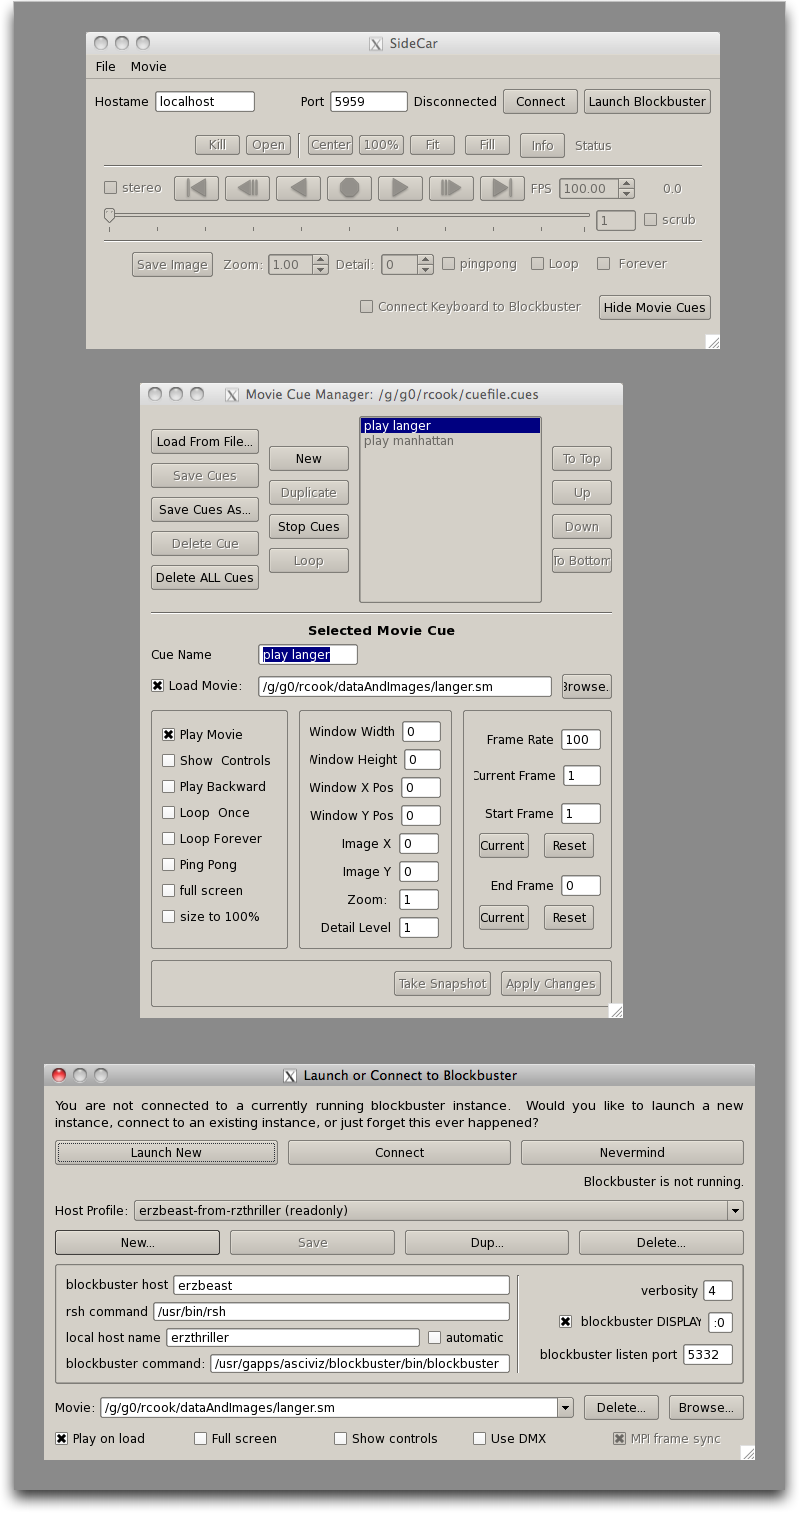 SideCar
File Movie
Hostame localhost Port 5959 Disconnected Connect Launch Blockbuster
Kill Open Center 100% Fit Fill Info Status
stereo FPS 100.00 0.0
1 scrub
Save Image Zoom: 1.00 Detail: 0 pingpong Loop Forever
Connect Keyboard to Blockbuster Hide Movie Cues
Movie Cue Manager: /g/g0/rcook/cuefile.cues
Load From File...
Save Cues
Save Cues As...
Delete Cue
Delete ALL Cues
New
Duplicate
Stop Cues
Loop
play langer
play manhattan
To Top
Up
Down
To Bottom
Selected Movie Cue
Cue Name play langer
Load Movie: /g/g0/rcook/dataAndImages/langer.sm Browse.
Play Movie
Show Controls
Play Backward
Loop Once
Loop Forever
Ping Pong
full screen
size to 100%
Window Width 0
Window Height 0
Window X Pos 0
Window Y Pos 0
Image X 0
Image Y 0
Zoom: 1
Detail Level 1
Frame Rate 100
Current Frame 1
Start Frame 1
Current Reset
End Frame 0
Current Reset
Take Snapshot Apply Changes
Launch or Connect to Blockbuster
You are not connected to a currently running blockbuster instance. Would you like to launch a new
instance, connect to an existing instance, or just forget this ever happened?
Launch New Connect Nevermind
Blockbuster is not running.
Host Profile: erzbeast-from-rzthriller (readonly)
New... Save Dup... Delete...
blockbuster host erzbeast
rsh command /usr/bin/rsh
local host name erzthriller automatic
blockbuster command: /usr/gapps/asciviz/blockbuster/bin/blockbuster
verbosity 4
blockbuster DISPLAY :0
blockbuster listen port 5332
Movie: /g/g0/rcook/dataAndImages/langer.sm Delete... Browse...
Play on load Full screen Show controls Use DMX MPI frame sync